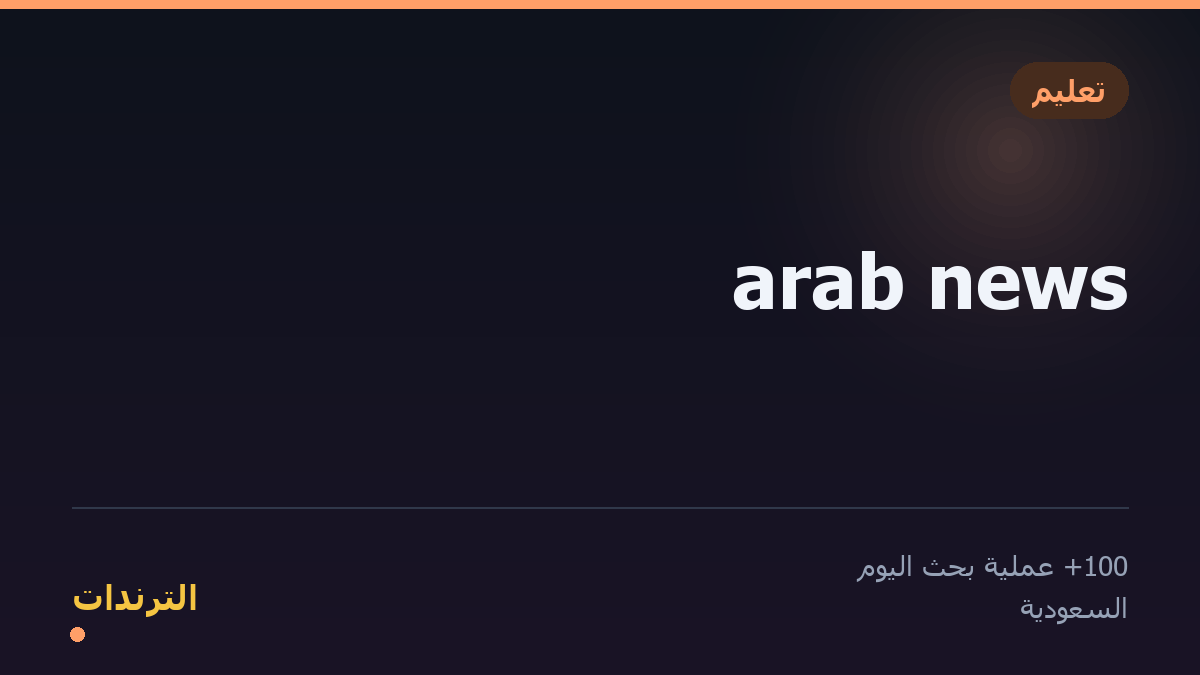 تعليم
arab news
100+ عملية بحث اليوم
السعودية
الترندات